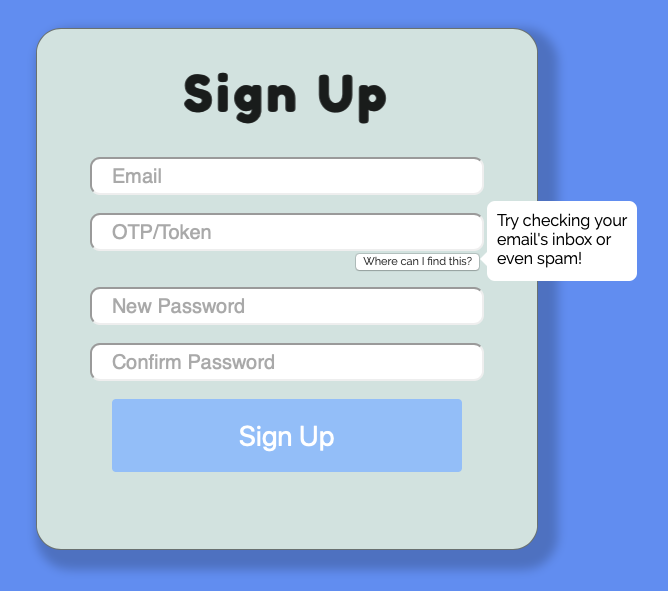 Sign Up
Email
OTP/Token
Try checking your
email's inbox or
even spam!
Where can I find this?
New Password
Confirm Password
Sign Up